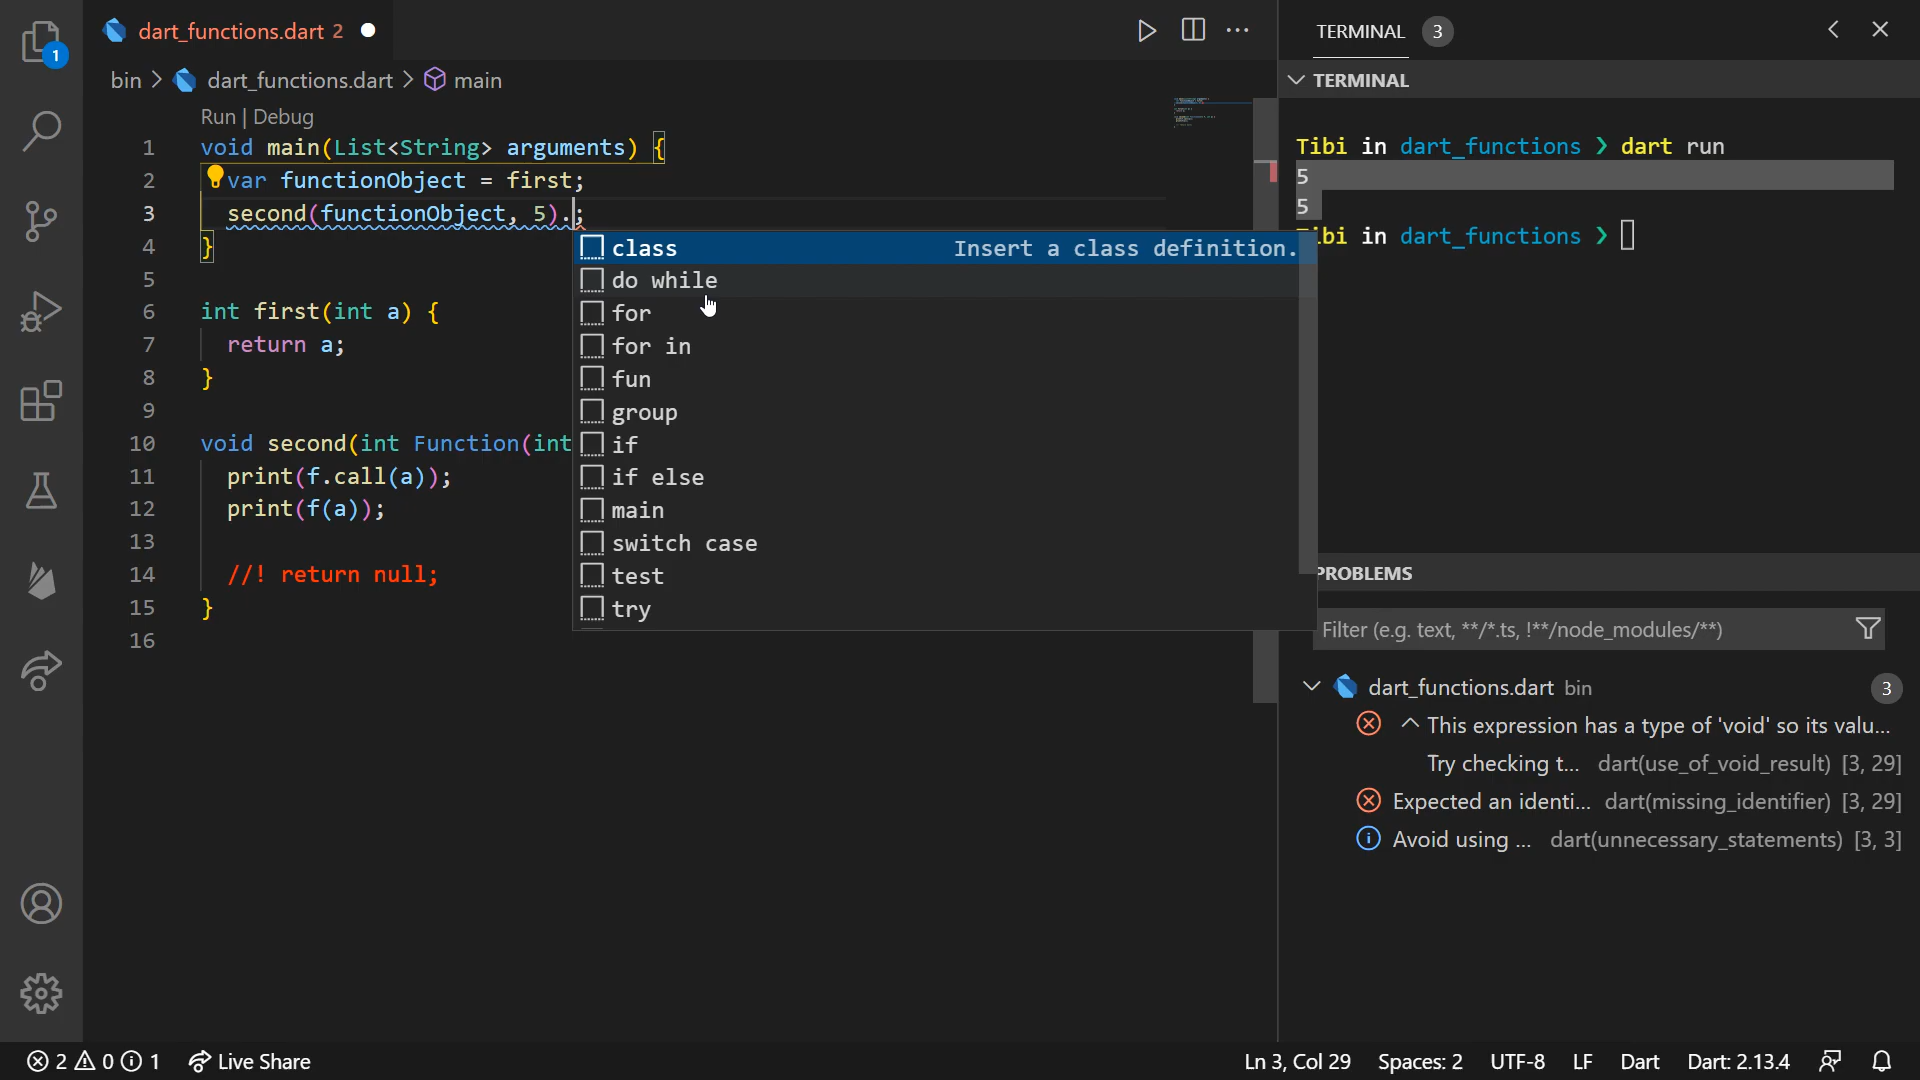 dart_functions.dart 2
TERMINAL 3
1
bin > dart_functions.dart > main
TERMINAL
Run | Debug
1 void main(List<String> arguments) {
2 var functionObject = first;
3 second(functionObject, 5).;
4 }
5
6 int first(int a) {
7 return a;
8 }
9
10 void second(int Function(int
11 print(f.call(a));
12 print(f(a));
13
14 //! return null;
15 }
16
class Insert a class definition.
do while
for
for in
fun
group
if
if else
main
switch case
test
try
Tibi in dart_functions ❯ dart run
5
5
ibi in dart_functions ❯
PROBLEMS
Filter (e.g. text, **/*.ts, !**/node_modules/**)
dart_functions.dart bin 3
This expression has a type of 'void' so its valu...
Try checking t... dart(use_of_void_result) [3, 29]
Expected an identi... dart(missing_identifier) [3, 29]
Avoid using ... dart(unnecessary_statements) [3, 3]
2 0 1 Live Share
Ln 3, Col 29 Spaces: 2 UTF-8 LF Dart Dart: 2.13.4